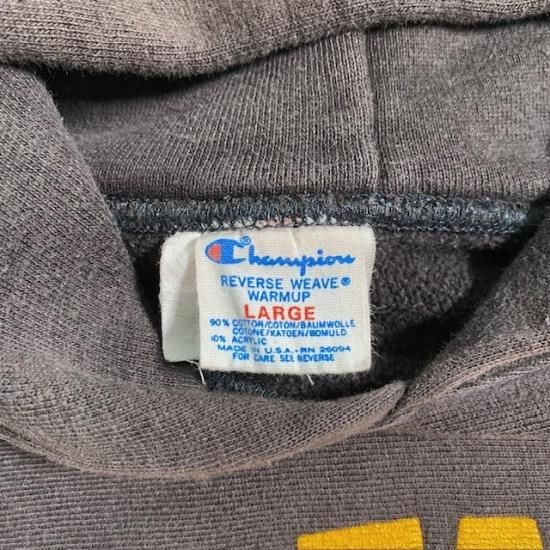 Champion®
REVERSE WEAVE®
WARMUP
LARGE
90% COTTON/COTON/BAUMWOLLE
COTONE/KATOEN/BOMULD
10% ACRYLIC
MADE IN U.S.A.-RN 26094
FOR CARE SEE REVERSE